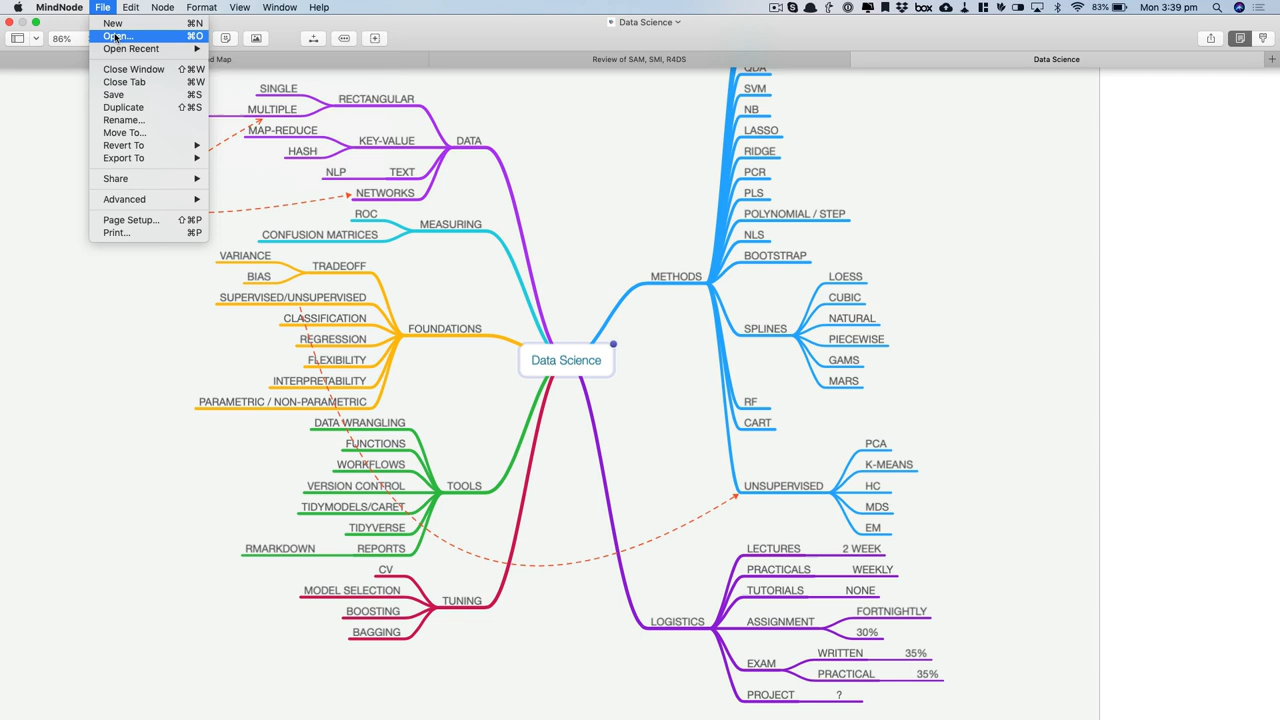 MindNode File Edit Node Format View Window Help 83% Mon 3:39 pm
Data Science
86%
Review of SAM, SMI, R4DS
Data Science
Map
New ⌘N
Open... ⌘O
Open Recent
Close Window ⇧⌘W
Close Tab ⌘W
Save ⌘S
Duplicate ⇧⌘S
Rename...
Move To...
Revert To
Export To
Share
Advanced
Page Setup... ⇧⌘P
Print... ⌘P
Data Science
DATA
RECTANGULAR
SINGLE
MULTIPLE
KEY-VALUE
MAP-REDUCE
HASH
TEXT
NLP
NETWORKS
MEASURING
ROC
CONFUSION MATRICES
FOUNDATIONS
TRADEOFF
VARIANCE
BIAS
SUPERVISED/UNSUPERVISED
CLASSIFICATION
REGRESSION
FLEXIBILITY
INTERPRETABILITY
PARAMETRIC / NON-PARAMETRIC
TOOLS
DATA WRANGLING
FUNCTIONS
WORKFLOWS
VERSION CONTROL
TIDYMODELS/CARET
TIDYVERSE
REPORTS
RMARKDOWN
TUNING
CV
MODEL SELECTION
BOOSTING
BAGGING
METHODS
QDA
SVM
NB
LASSO
RIDGE
PCR
PLS
POLYNOMIAL / STEP
NLS
BOOTSTRAP
SPLINES
LOESS
CUBIC
NATURAL
PIECEWISE
GAMS
MARS
RF
CART
UNSUPERVISED
PCA
K-MEANS
HC
MDS
EM
LOGISTICS
LECTURES 2 WEEK
PRACTICALS WEEKLY
TUTORIALS NONE
ASSIGNMENT
FORTNIGHTLY
30%
EXAM
WRITTEN 35%
PRACTICAL 35%
PROJECT ?